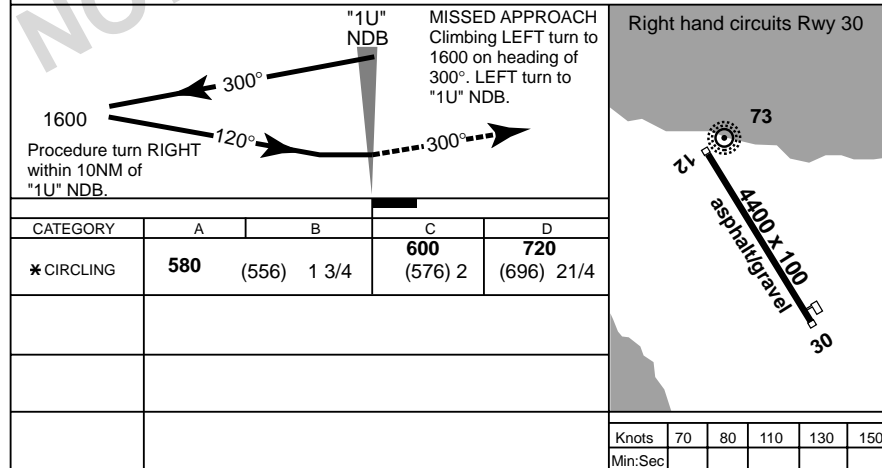 "1U"
NDB
300°
1600
120°
300°
Procedure turn RIGHT
within 10NM of
"1U" NDB.
MISSED APPROACH
Climbing LEFT turn to
1600 on heading of
300°. LEFT turn to
"1U" NDB.
Right hand circuits Rwy 30
73
12
4400 x 100
asphalt/gravel
30
CATEGORY A B C D
✱ CIRCLING 580 (556) 1 3/4 600 (576) 2 720 (696) 21/4
Knots 70 80 110 130 150
Min:Sec